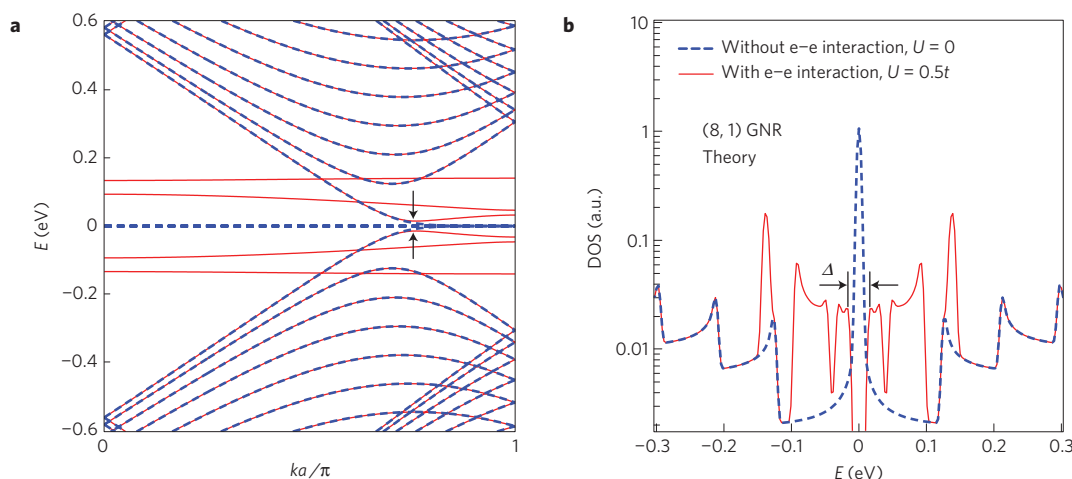 a
0.6
0.4
0.2
0
−0.2
−0.4
−0.6
E (eV)
0
1
ka/π
b
10
1
0.1
0.01
DOS (a.u.)
Without e−e interaction, U = 0
With e−e interaction, U = 0.5t
(8, 1) GNR
Theory
Δ
−0.3
−0.2
−0.1
0
0.1
0.2
0.3
E (eV)